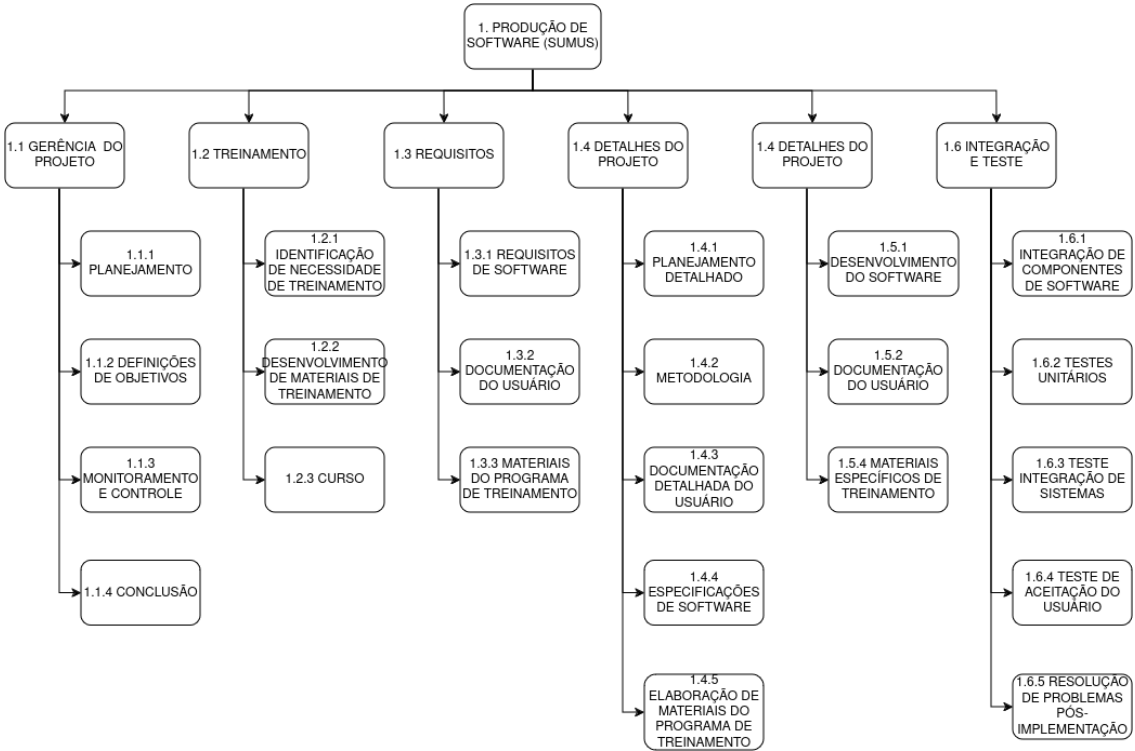 1. PRODUÇÃO DE
SOFTWARE (SUMUS)
1.1 GERÊNCIA DO
PROJETO
1.2 TREINAMENTO
1.3 REQUISITOS
1.4 DETALHES DO
PROJETO
1.4 DETALHES DO
PROJETO
1.6 INTEGRAÇÃO
E TESTE
1.1.1
PLANEJAMENTO
1.1.2 DEFINIÇÕES
DE OBJETIVOS
1.1.3
MONITORAMENTO
E CONTROLE
1.1.4 CONCLUSÃO
1.2.1
IDENTIFICAÇÃO
DE NECESSIDADE
DE TREINAMENTO
1.2.2
DESENVOLVIMENTO
DE MATERIAIS DE
TREINAMENTO
1.2.3 CURSO
1.3.1 REQUISITOS
DE SOFTWARE
1.3.2
DOCUMENTAÇÃO
DO USUÁRIO
1.3.3 MATERIAIS
DO PROGRAMA
DE TREINAMENTO
1.4.1
PLANEJAMENTO
DETALHADO
1.4.2
METODOLOGIA
1.4.3
DOCUMENTAÇÃO
DETALHADA DO
USUÁRIO
1.4.4
ESPECIFICAÇÕES
DE SOFTWARE
1.4.5
ELABORAÇÃO DE
MATERIAIS DO
PROGRAMA DE
TREINAMENTO
1.5.1
DESENVOLVIMENTO
DO SOFTWARE
1.5.2
DOCUMENTAÇÃO
DO USUÁRIO
1.5.4 MATERIAIS
ESPECÍFICOS DE
TREINAMENTO
1.6.1
INTEGRAÇÃO DE
COMPONENTES
DE SOFTWARE
1.6.2 TESTES
UNITÁRIOS
1.6.3 TESTE
INTEGRAÇÃO DE
SISTEMAS
1.6.4 TESTE DE
ACEITAÇÃO DO
USUÁRIO
1.6.5 RESOLUÇÃO
DE PROBLEMAS
PÓS-
IMPLEMENTAÇÃO